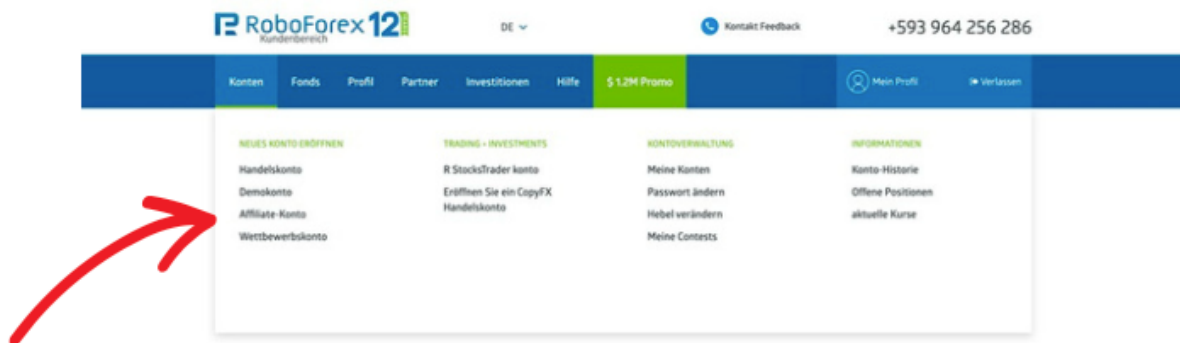 RoboForex 12
Kundenbereich
DE
Kontakt Feedback
+593 964 256 286
Konten
Fonds
Profil
Partner
Investitionen
Hilfe
$ 1.2M Promo
Mein Profil
Verlassen
NEUES KONTO ERÖFFNEN
Handelskonto
Demokonto
Affiliate-Konto
Wettbewerbskonto
TRADING + INVESTMENTS
R StocksTrader konto
Eröffnen Sie ein CopyFX
Handelskonto
KONTOVERWALTUNG
Meine Konten
Passwort ändern
Hebel verändern
Meine Contests
INFORMATIONEN
Konto-Historie
Offene Positionen
aktuelle Kurse